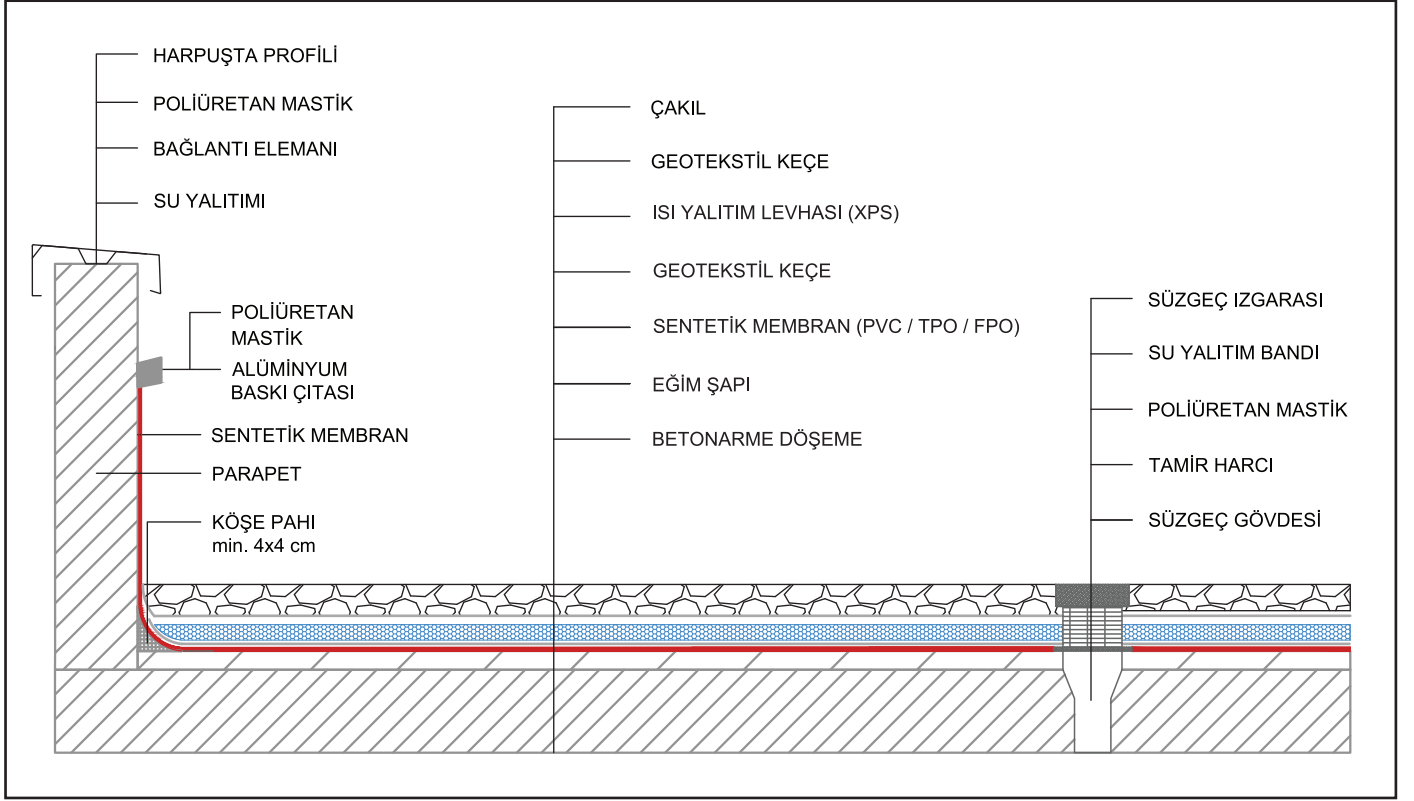 HARPUŞTA PROFİLİ
POLİÜRETAN MASTİK
BAĞLANTI ELEMANI
SU YALITIMI
POLİÜRETAN
MASTİK
ALÜMİNYUM
BASKI ÇITASI
SENTETİK MEMBRAN
PARAPET
KÖŞE PAHI
min. 4x4 cm
ÇAKIL
GEOTEKSTİL KEÇE
ISI YALITIM LEVHASI (XPS)
GEOTEKSTİL KEÇE
SENTETİK MEMBRAN (PVC / TPO / FPO)
EĞİM ŞAPI
BETONARME DÖŞEME
SÜZGEÇ IZGARASI
SU YALITIM BANDI
POLİÜRETAN MASTİK
TAMİR HARCI
SÜZGEÇ GÖVDESİ